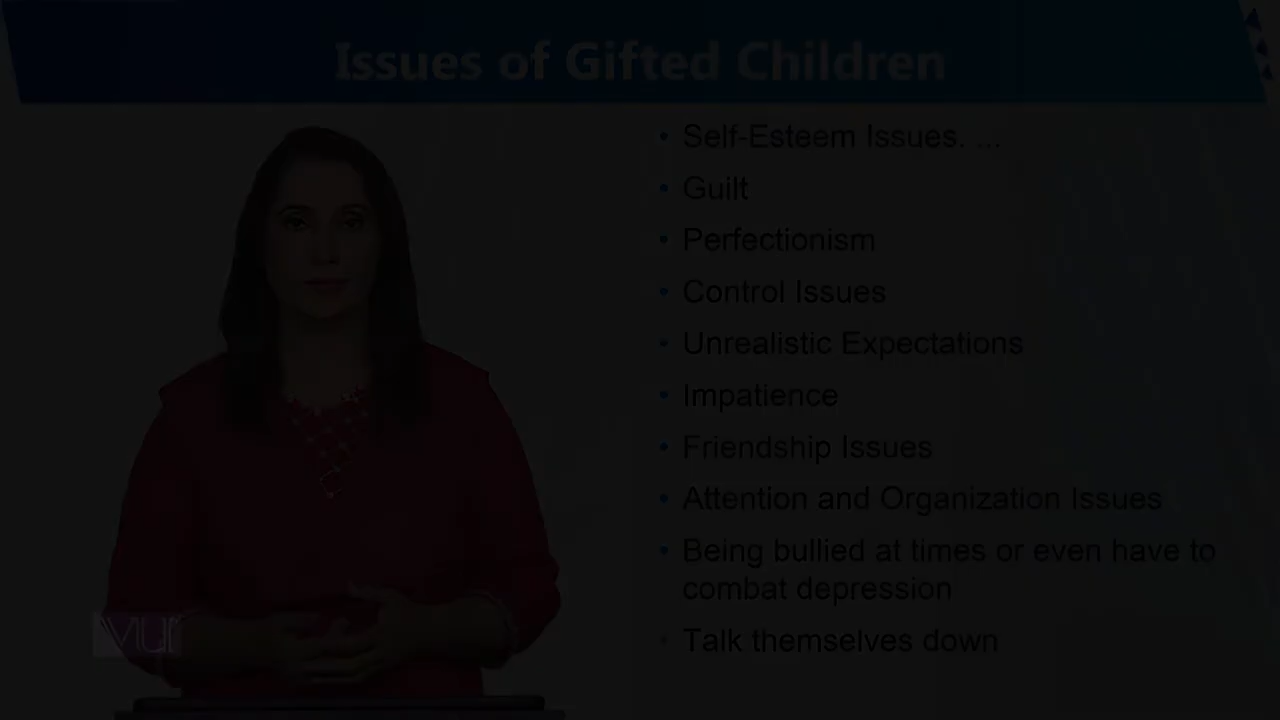 Issues of Gifted Children
• Self-Esteem Issues. ...
• Guilt
• Perfectionism
• Control Issues
• Unrealistic Expectations
• Impatience
• Friendship Issues
• Attention and Organization Issues
• Being bullied at times or even have to
combat depression
• Talk themselves down